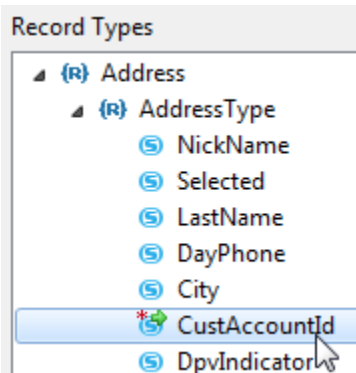 Record Types
{R} Address
{R} AddressType
S NickName
S Selected
S LastName
S DayPhone
S City
*S CustAccountId
S DpvIndicator